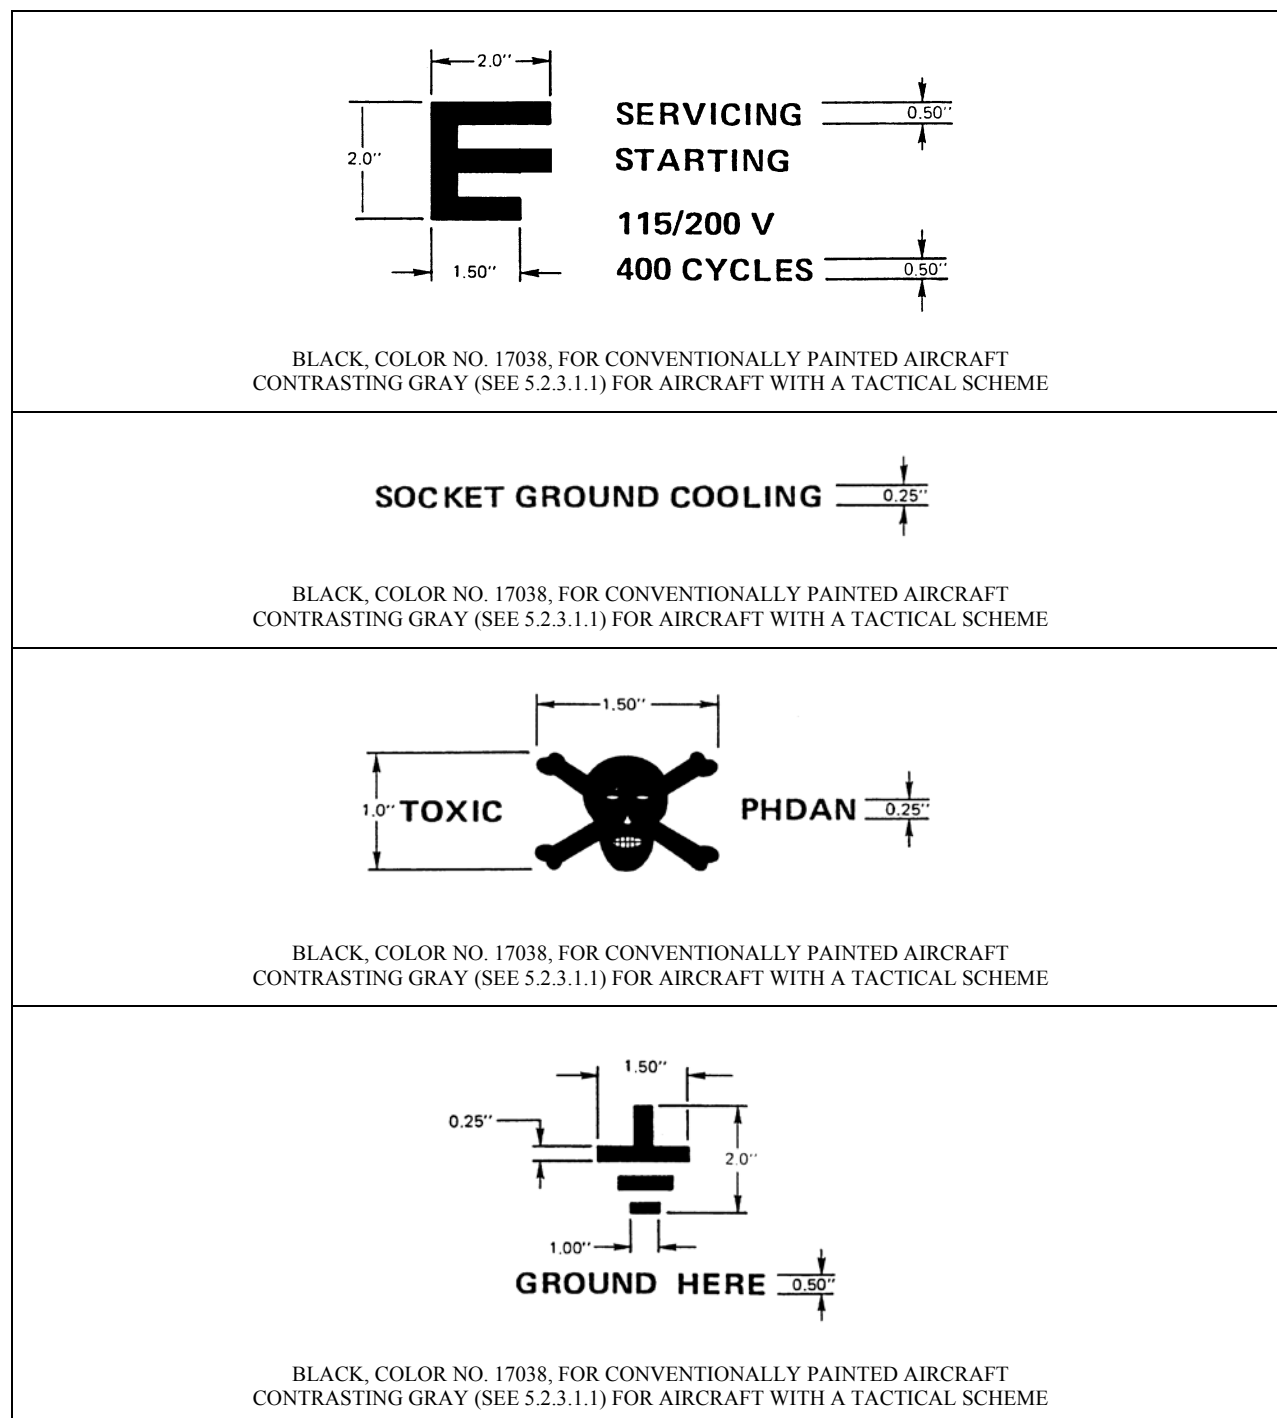 2.0''
SERVICING 0.50''
2.0'' STARTING
115/200 V
1.50'' 400 CYCLES 0.50''
BLACK, COLOR NO. 17038, FOR CONVENTIONALLY PAINTED AIRCRAFT
CONTRASTING GRAY (SEE 5.2.3.1.1) FOR AIRCRAFT WITH A TACTICAL SCHEME
SOCKET GROUND COOLING 0.25''
BLACK, COLOR NO. 17038, FOR CONVENTIONALLY PAINTED AIRCRAFT
CONTRASTING GRAY (SEE 5.2.3.1.1) FOR AIRCRAFT WITH A TACTICAL SCHEME
1.50''
1.0'' TOXIC PHDAN 0.25''
BLACK, COLOR NO. 17038, FOR CONVENTIONALLY PAINTED AIRCRAFT
CONTRASTING GRAY (SEE 5.2.3.1.1) FOR AIRCRAFT WITH A TACTICAL SCHEME
1.50''
0.25''
2.0''
1.00''
GROUND HERE 0.50''
BLACK, COLOR NO. 17038, FOR CONVENTIONALLY PAINTED AIRCRAFT
CONTRASTING GRAY (SEE 5.2.3.1.1) FOR AIRCRAFT WITH A TACTICAL SCHEME